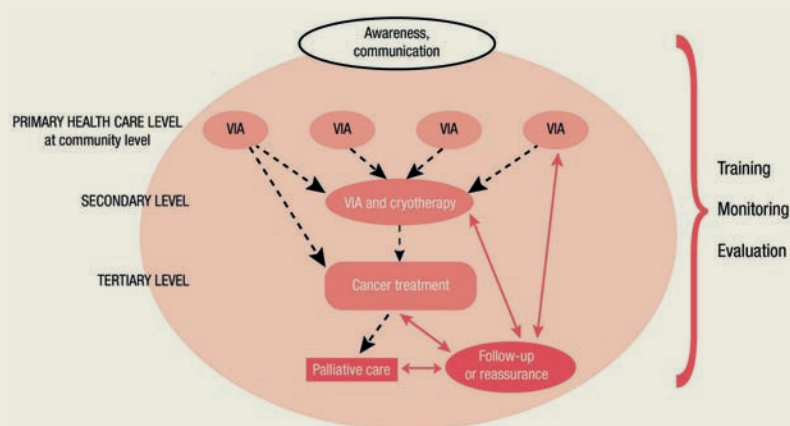 Awareness,
communication
PRIMARY HEALTH CARE LEVEL
at community level
VIA
VIA
VIA
VIA
SECONDARY LEVEL
VIA and cryotherapy
TERTIARY LEVEL
Cancer treatment
Palliative care
Follow-up
or reassurance
Training
Monitoring
Evaluation